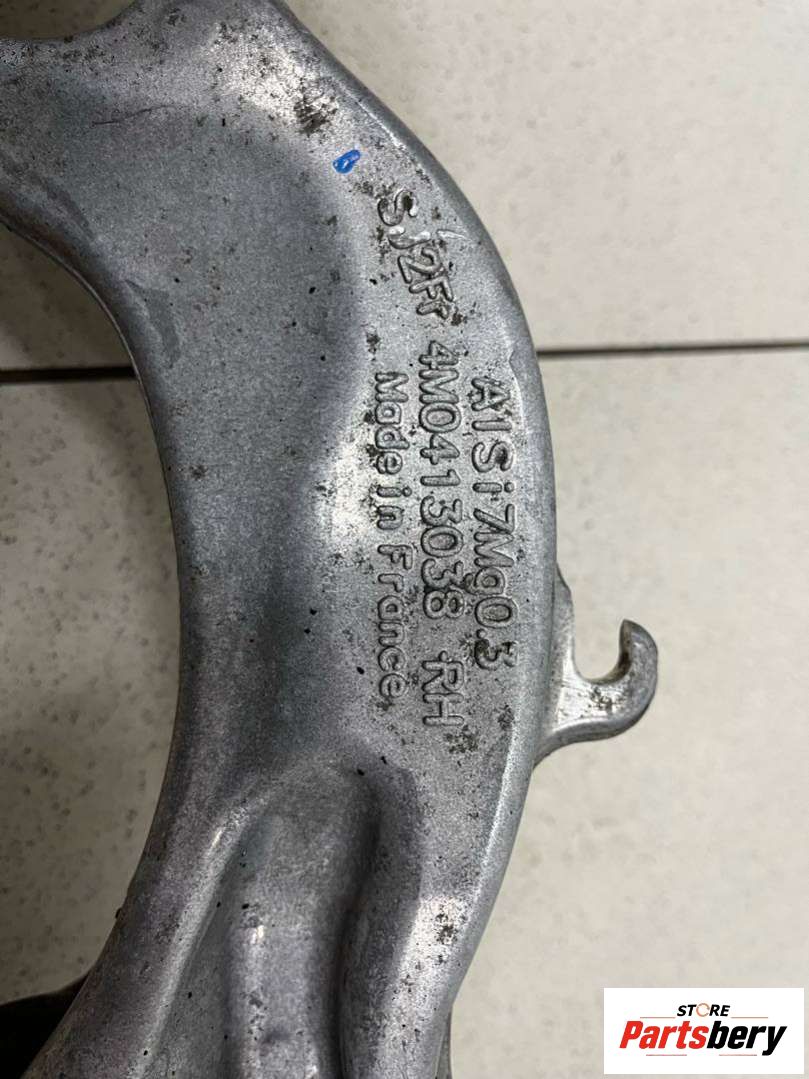 AlSi7Mg0.3
SJ2Fr 4M0413038 RH
Made in France
STORE
Partsbery